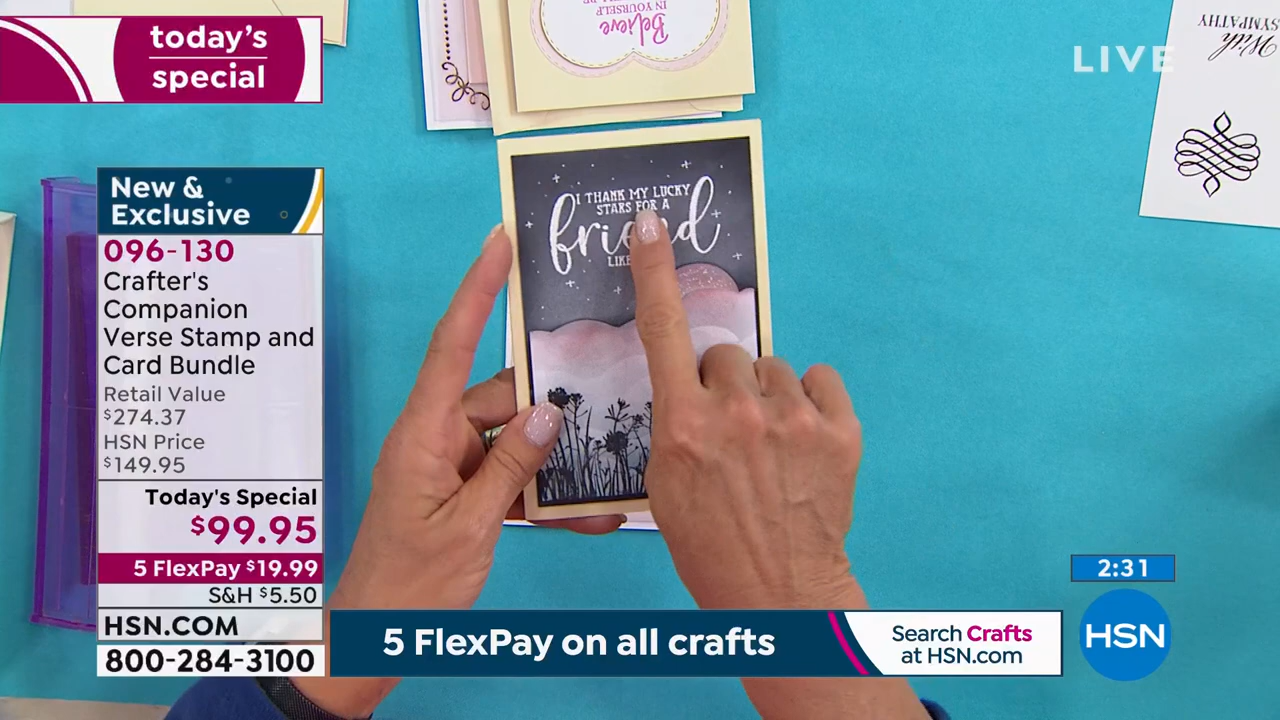 today's
special
LIVE
New &
Exclusive
096-130
Crafter's
Companion
Verse Stamp and
Card Bundle
Retail Value
$274.37
HSN Price
$149.95
Today's Special
$99.95
5 FlexPay $19.99
S&H $5.50
HSN.COM
800-284-3100
Believe
IN YOURSELF
With
SYMPATHY
I THANK MY LUCKY
STARS FOR A
friend
2:31
5 FlexPay on all crafts
Search Crafts
at HSN.com
HSN